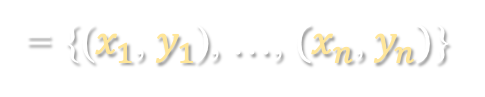 = {(x₁, y₁), ..., (xₙ, yₙ)}